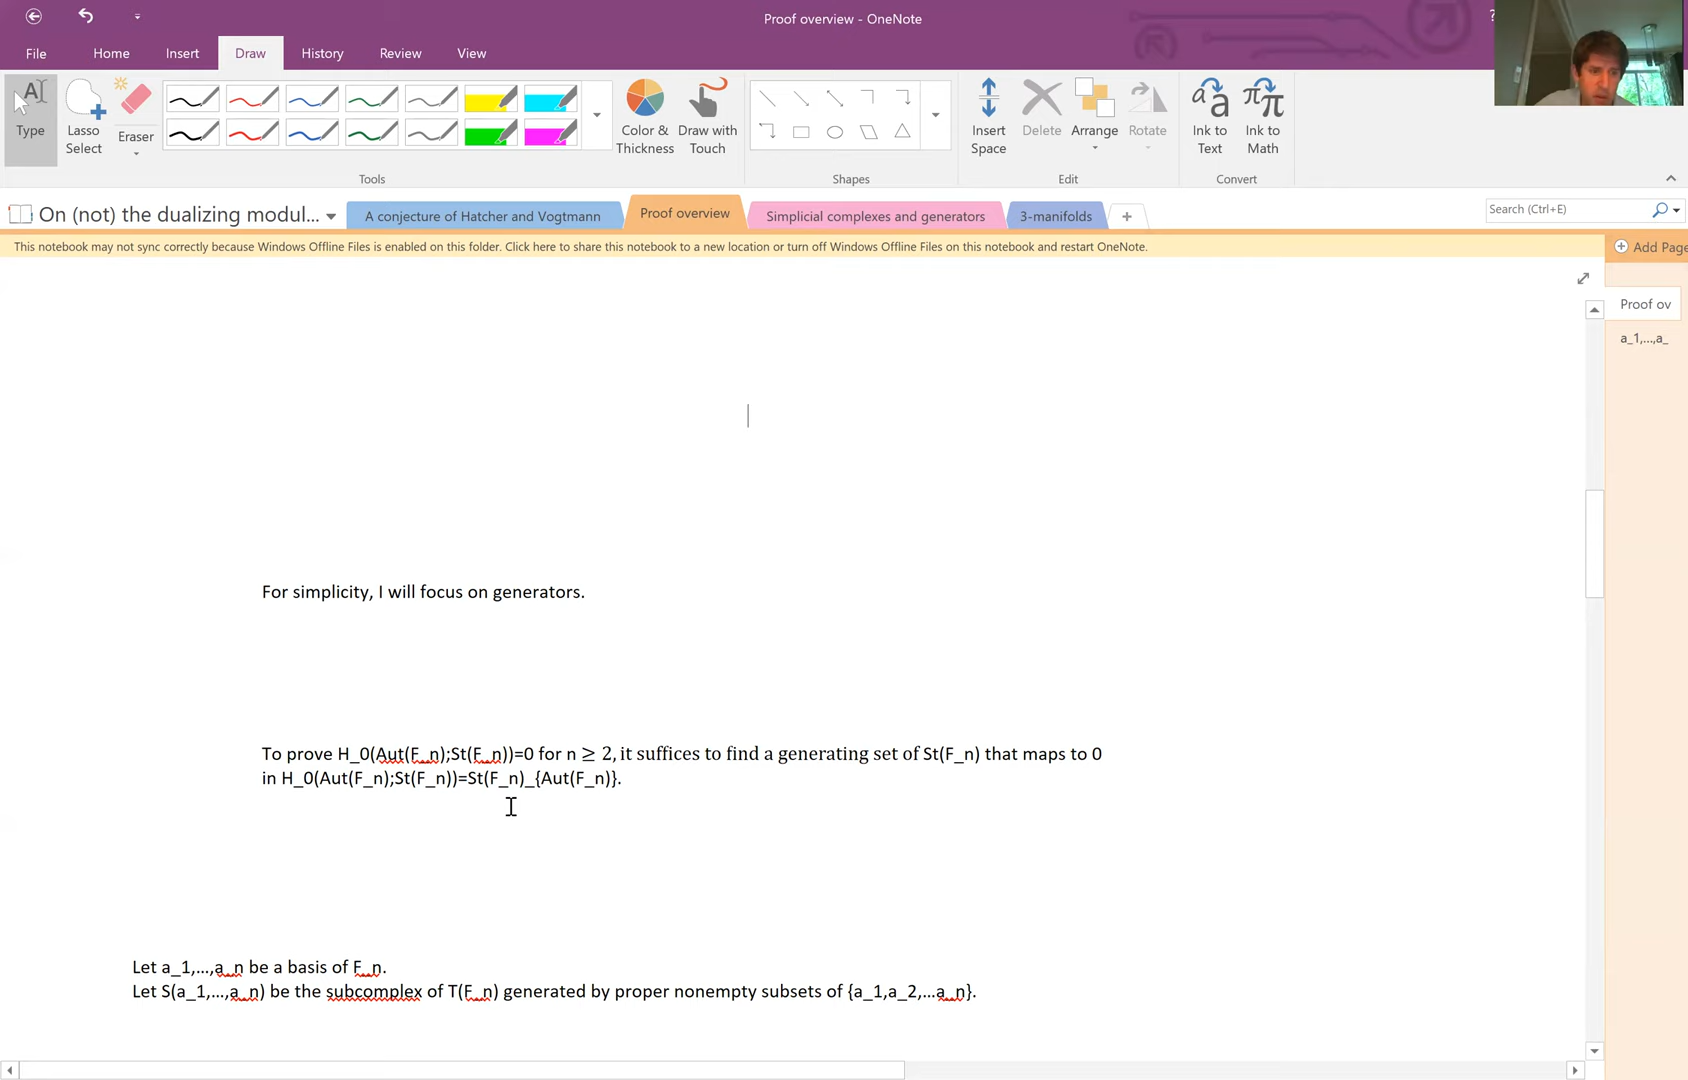 Proof overview - OneNote
?
File
Home
Insert
Draw
History
Review
View
Type
Lasso Select
Eraser
Color & Thickness
Draw with Touch
Insert Space
Delete
Arrange
Rotate
Ink to Text
Ink to Math
Tools
Shapes
Edit
Convert
On (not) the dualizing modul...
A conjecture of Hatcher and Vogtmann
Proof overview
Simplicial complexes and generators
3-manifolds
Search (Ctrl+E)
This notebook may not sync correctly because Windows Offline Files is enabled on this folder. Click here to share this notebook to a new location or turn off Windows Offline Files on this notebook and restart OneNote.
Add Page
Proof ov
a_1,...,a_
For simplicity, I will focus on generators.
To prove H_0(Aut(F_n);St(F_n))=0 for n ≥ 2, it suffices to find a generating set of St(F_n) that maps to 0
in H_0(Aut(F_n);St(F_n))=St(F_n)_{Aut(F_n)}.
Let a_1,...,a_n be a basis of F_n.
Let S(a_1,...,a_n) be the subcomplex of T(F_n) generated by proper nonempty subsets of {a_1,a_2,...a_n}.